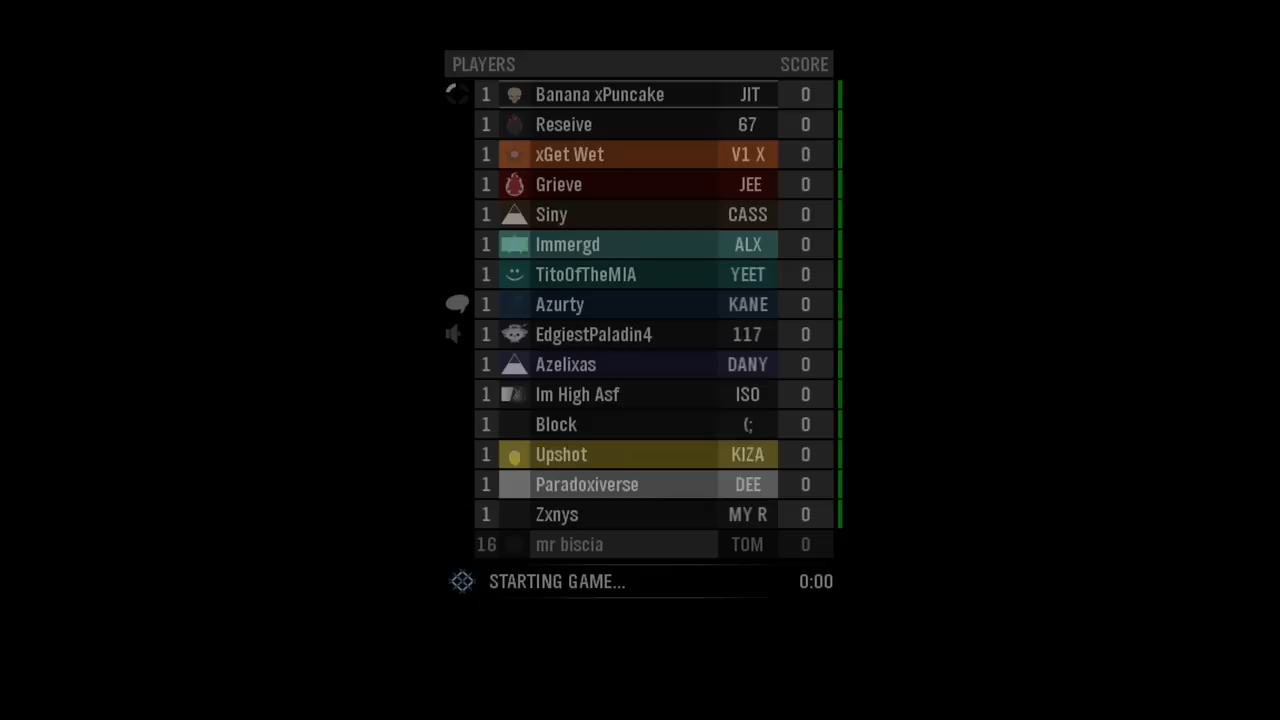 PLAYERS SCORE
1 Banana xPuncake JIT 0
1 Reseive 67 0
1 xGet Wet V1 X 0
1 Grieve JEE 0
1 Siny CASS 0
1 Immergd ALX 0
1 TitoOfTheMIA YEET 0
1 Azurty KANE 0
1 EdgiestPaladin4 117 0
1 Azelixas DANY 0
1 Im High Asf ISO 0
1 Block (; 0
1 Upshot KIZA 0
1 Paradoxiverse DEE 0
1 Zxnys MY R 0
16 mr biscia TOM 0
STARTING GAME... 0:00